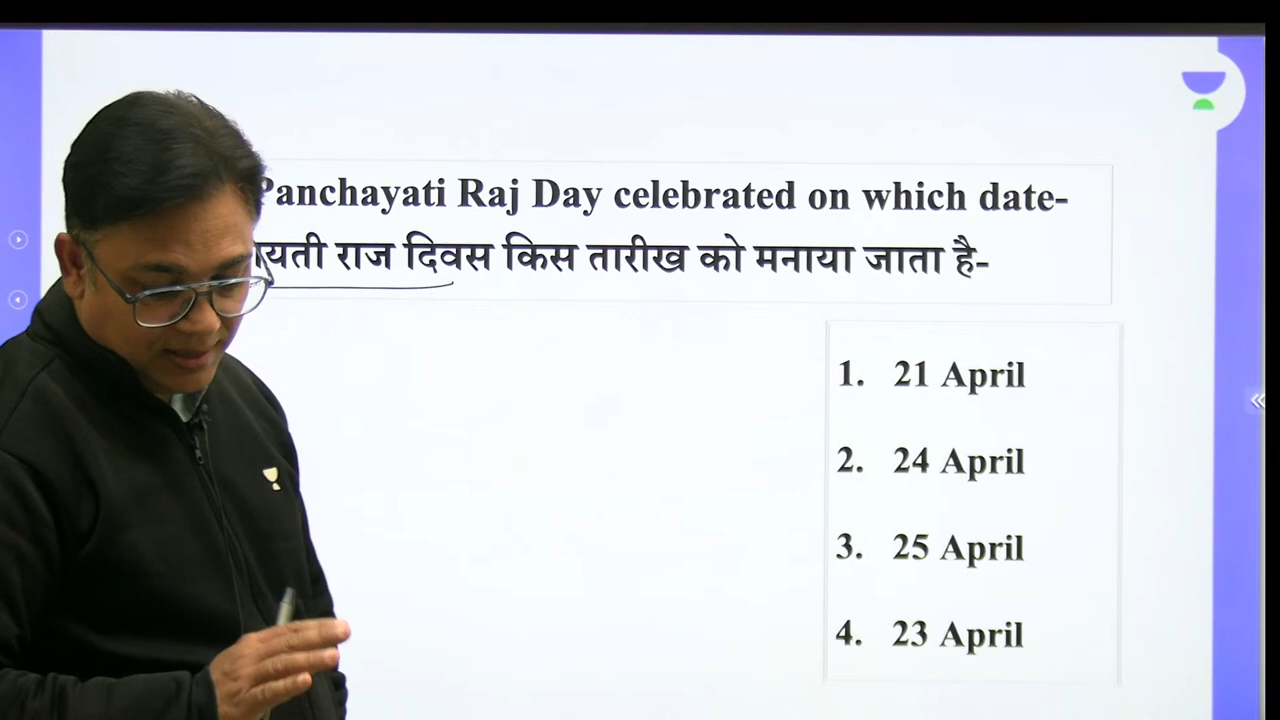 Panchayati Raj Day celebrated on which date-
राज दिवस किस तारीख को मनाया जाता है-
1. 21 April
2. 24 April
3. 25 April
4. 23 April